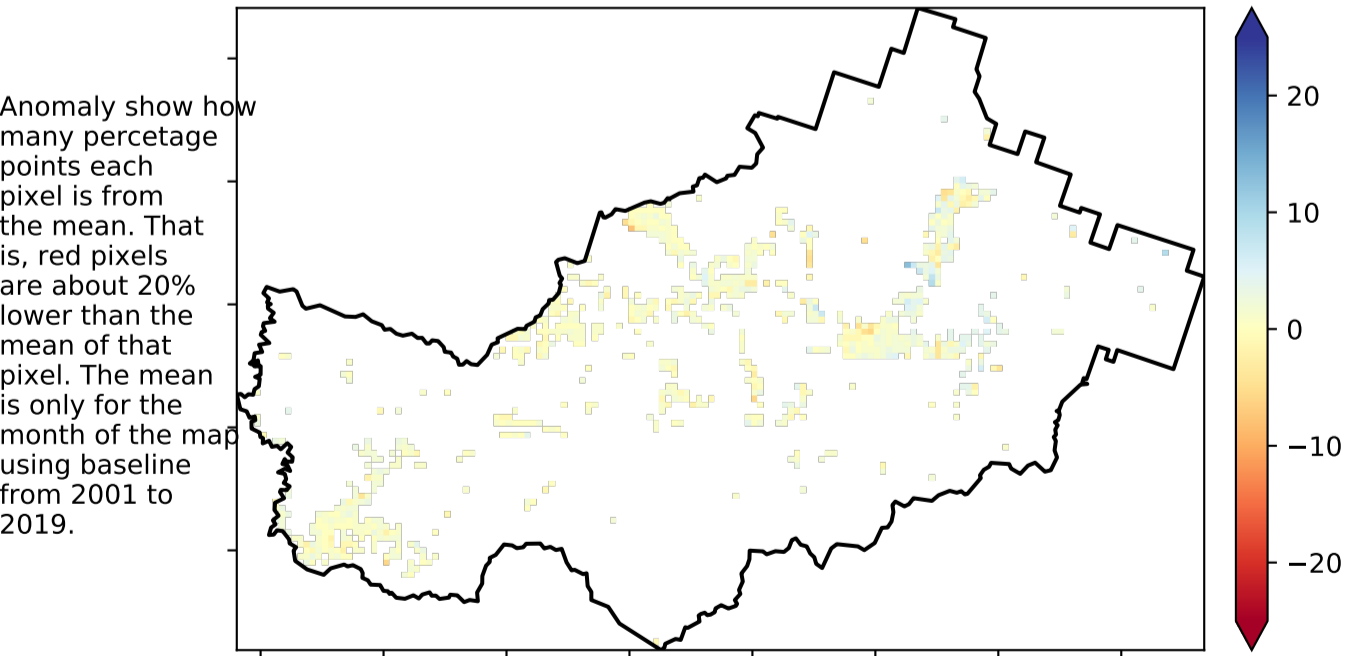 Anomaly show how
many percetage
points each
pixel is from
the mean. That
is, red pixels
are about 20%
lower than the
mean of that
pixel. The mean
is only for the
month of the map
using baseline
from 2001 to
2019.
20
10
0
−10
−20